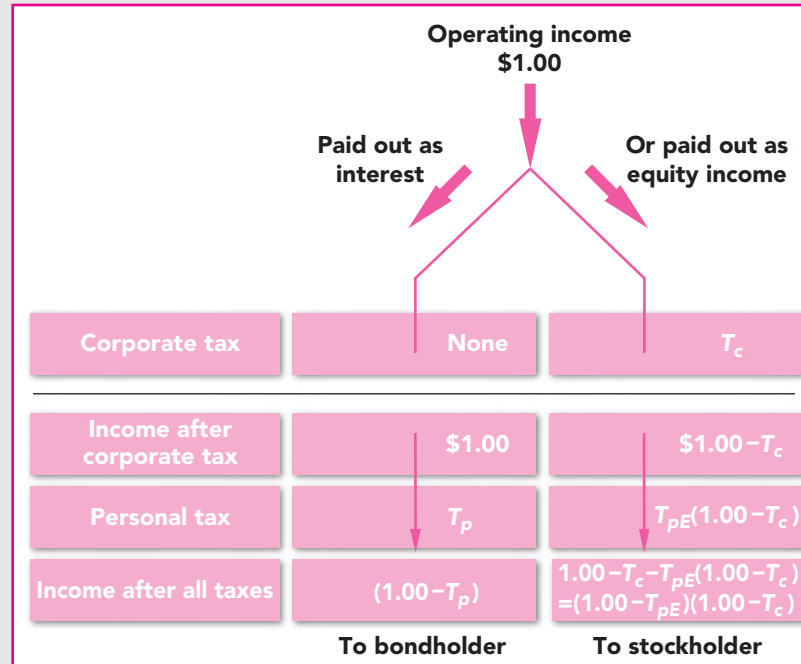 Operating income
$1.00
Paid out as
interest
Or paid out as
equity income
Corporate tax
None
T_c
Income after
corporate tax
$1.00
$1.00–T_c
Personal tax
T_p
T_pE(1.00–T_c)
Income after all taxes
(1.00–T_p)
1.00–T_c–T_pE(1.00–T_c)
=(1.00–T_pE)(1.00–T_c)
To bondholder
To stockholder